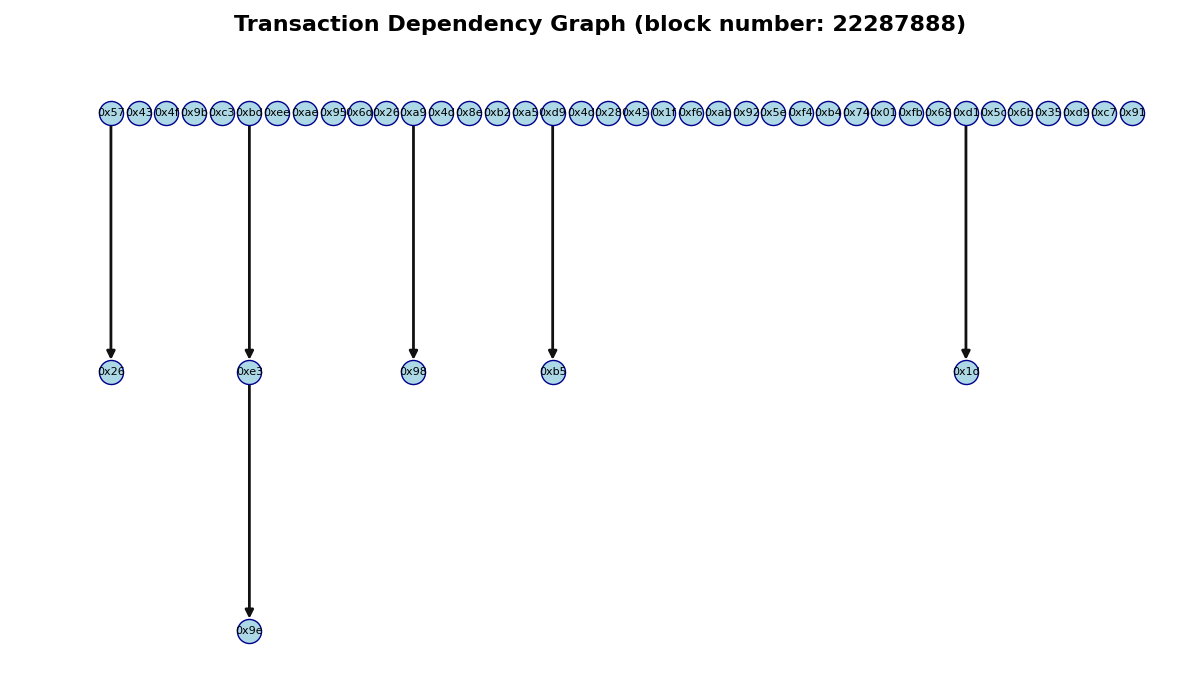 Transaction Dependency Graph (block number: 22287888)
0x57 0x43 0x4f 0x9b 0xc3 0xbc 0xee 0xae 0x95 0x6c 0x26 0xa9 0x4c 0x8e 0xb2 0xa5 0xd9 0x4c 0x28 0x45 0x1f 0xf6 0xab 0x92 0x5e 0xf4 0xb4 0x74 0x01 0xfb 0x68 0xd1 0x5c 0x6b 0x35 0xd9 0xc7 0x91
0x26 0xe3 0x98 0xb5 0x1d
0x9e